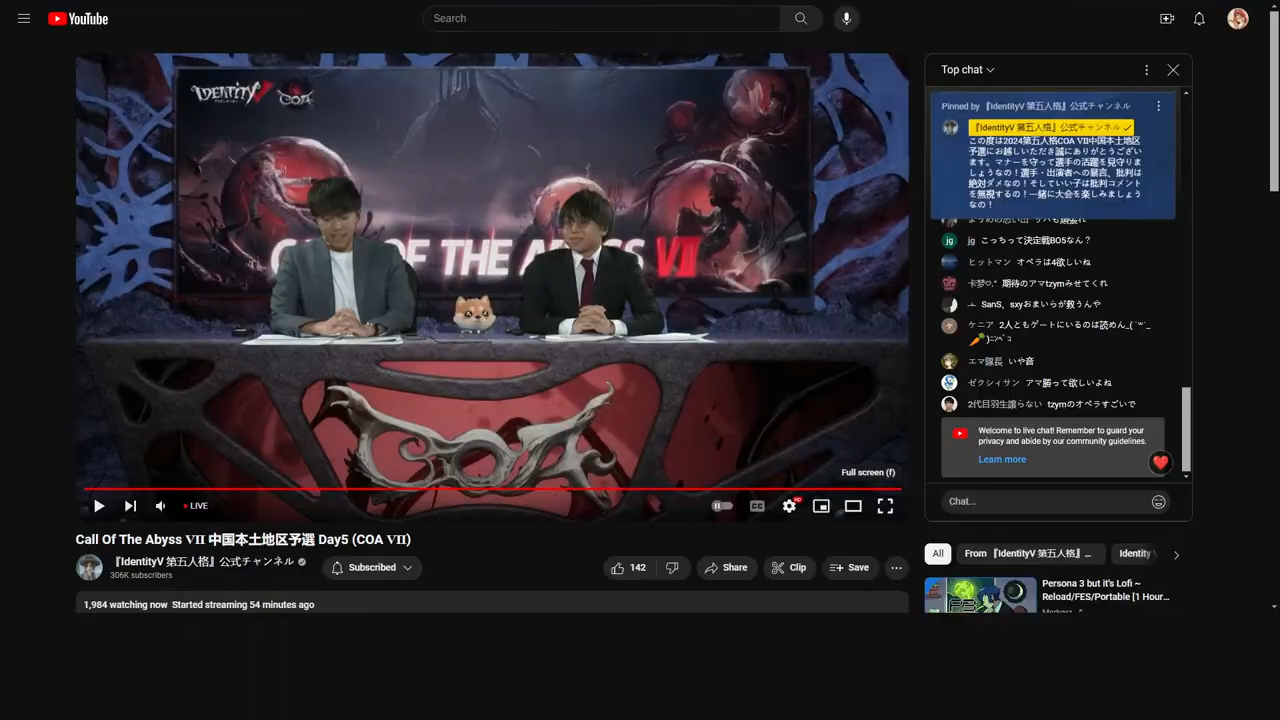 YouTube
Search
IDENTITY V
COA
CALL OF THE ABYSS VII
COA
Full screen (f)
LIVE
CC
HD
Call Of The Abyss VII 中国本土地区予選 Day5 (COA VII)
『IdentityV 第五人格』公式チャンネル
306K subscribers
Subscribed
142
Share
Clip
Save
1,984 watching now Started streaming 54 minutes ago
Top chat
Pinned by 『IdentityV 第五人格』公式チャンネル
『IdentityV 第五人格』公式チャンネル
この度は2024第五人格COA VII中国本土地区
予選にお越しいただき誠にありがとうござい
ます。マナーを守って選手の活躍を見守りま
しょうなの！選手・出演者への暴言、批判は
絶対ダメなの！そしていい子は批判コメント
を無視するの！一緒に大会を楽しみましょう
なの！
jg
jg こっちって決定戦BO5なん？
ヒットマン オペラは4欲しいね
卡梦♡.° 期待のアマtzymみせてくれ
SanS、sxyおまいらが救うんや
ケ
ケニア 2人ともゲートにいるのは読めん_(
エマ隊長 いや音
ゼクシィサン アマ勝って欲しいよね
2代目羽生譲らない tzymのオペラすごいで
Welcome to live chat! Remember to guard your
privacy and abide by our community guidelines.
Learn more
Chat...
All
From 『IdentityV 第五人格』...
Identity V
Persona 3 but it's Lofi ~
Reload/FES/Portable [1 Hour...